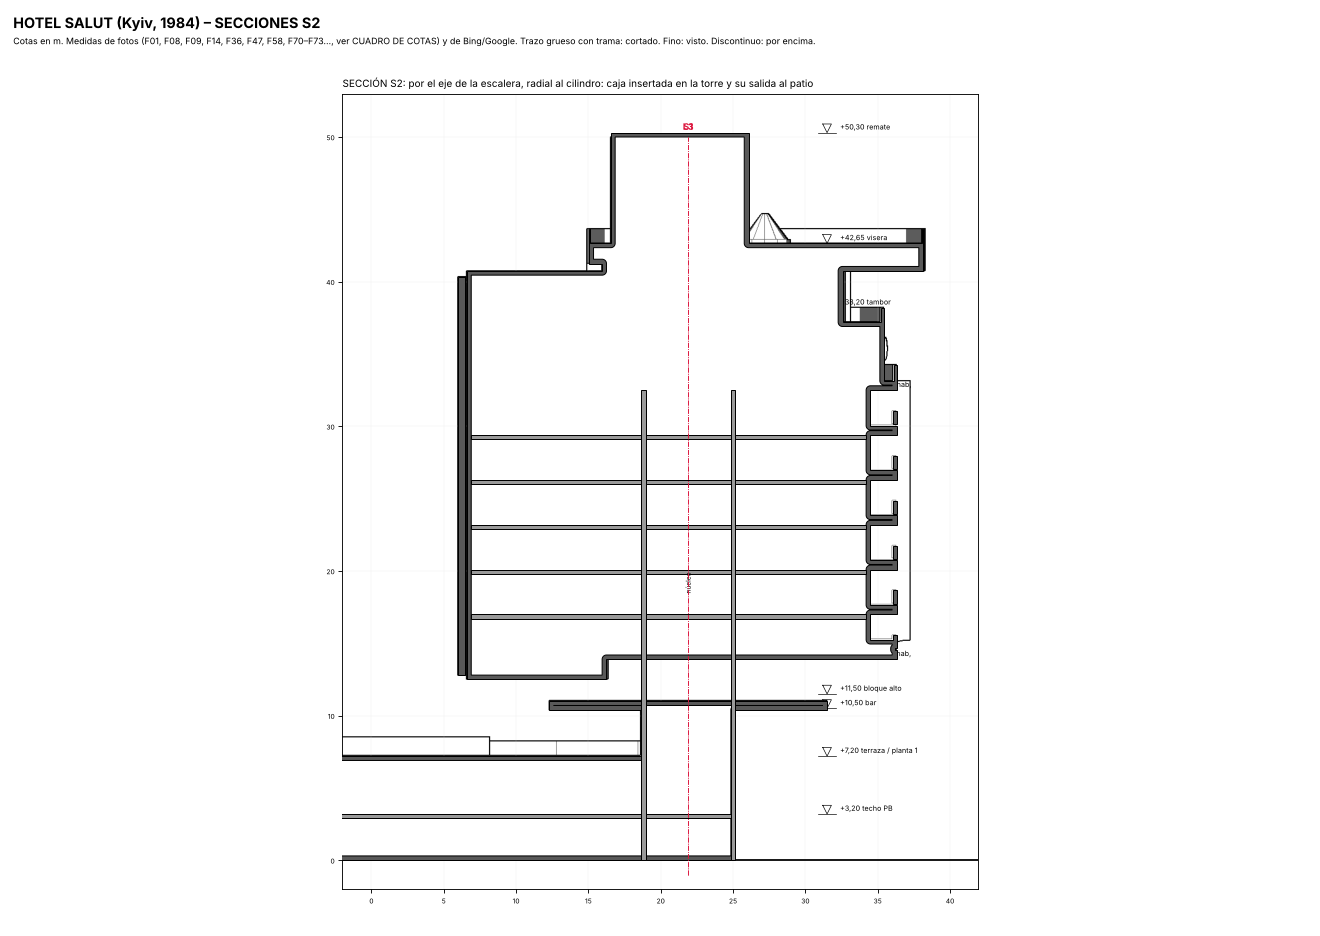 HOTEL SALUT (Kyiv, 1984) – SECCIONES S2
Cotas en m. Medidas de fotos (F01, F08, F09, F14, F36, F47, F58, F70–F73..., ver CUADRO DE COTAS) y de Bing/Google. Trazo grueso con trama: cortado. Fino: visto. Discontinuo: por encima.
SECCIÓN S2: por el eje de la escalera, radial al cilindro: caja insertada en la torre y su salida al patio
+50,30 remate
50
+42,65 visera
40
38,20 tambor
hab.
30
20
núcleo
hab.
+11,50 bloque alto
+10,50 bar
10
+7,20 terraza / planta 1
+3,20 techo PB
0
0 5 10 15 20 25 30 35 40